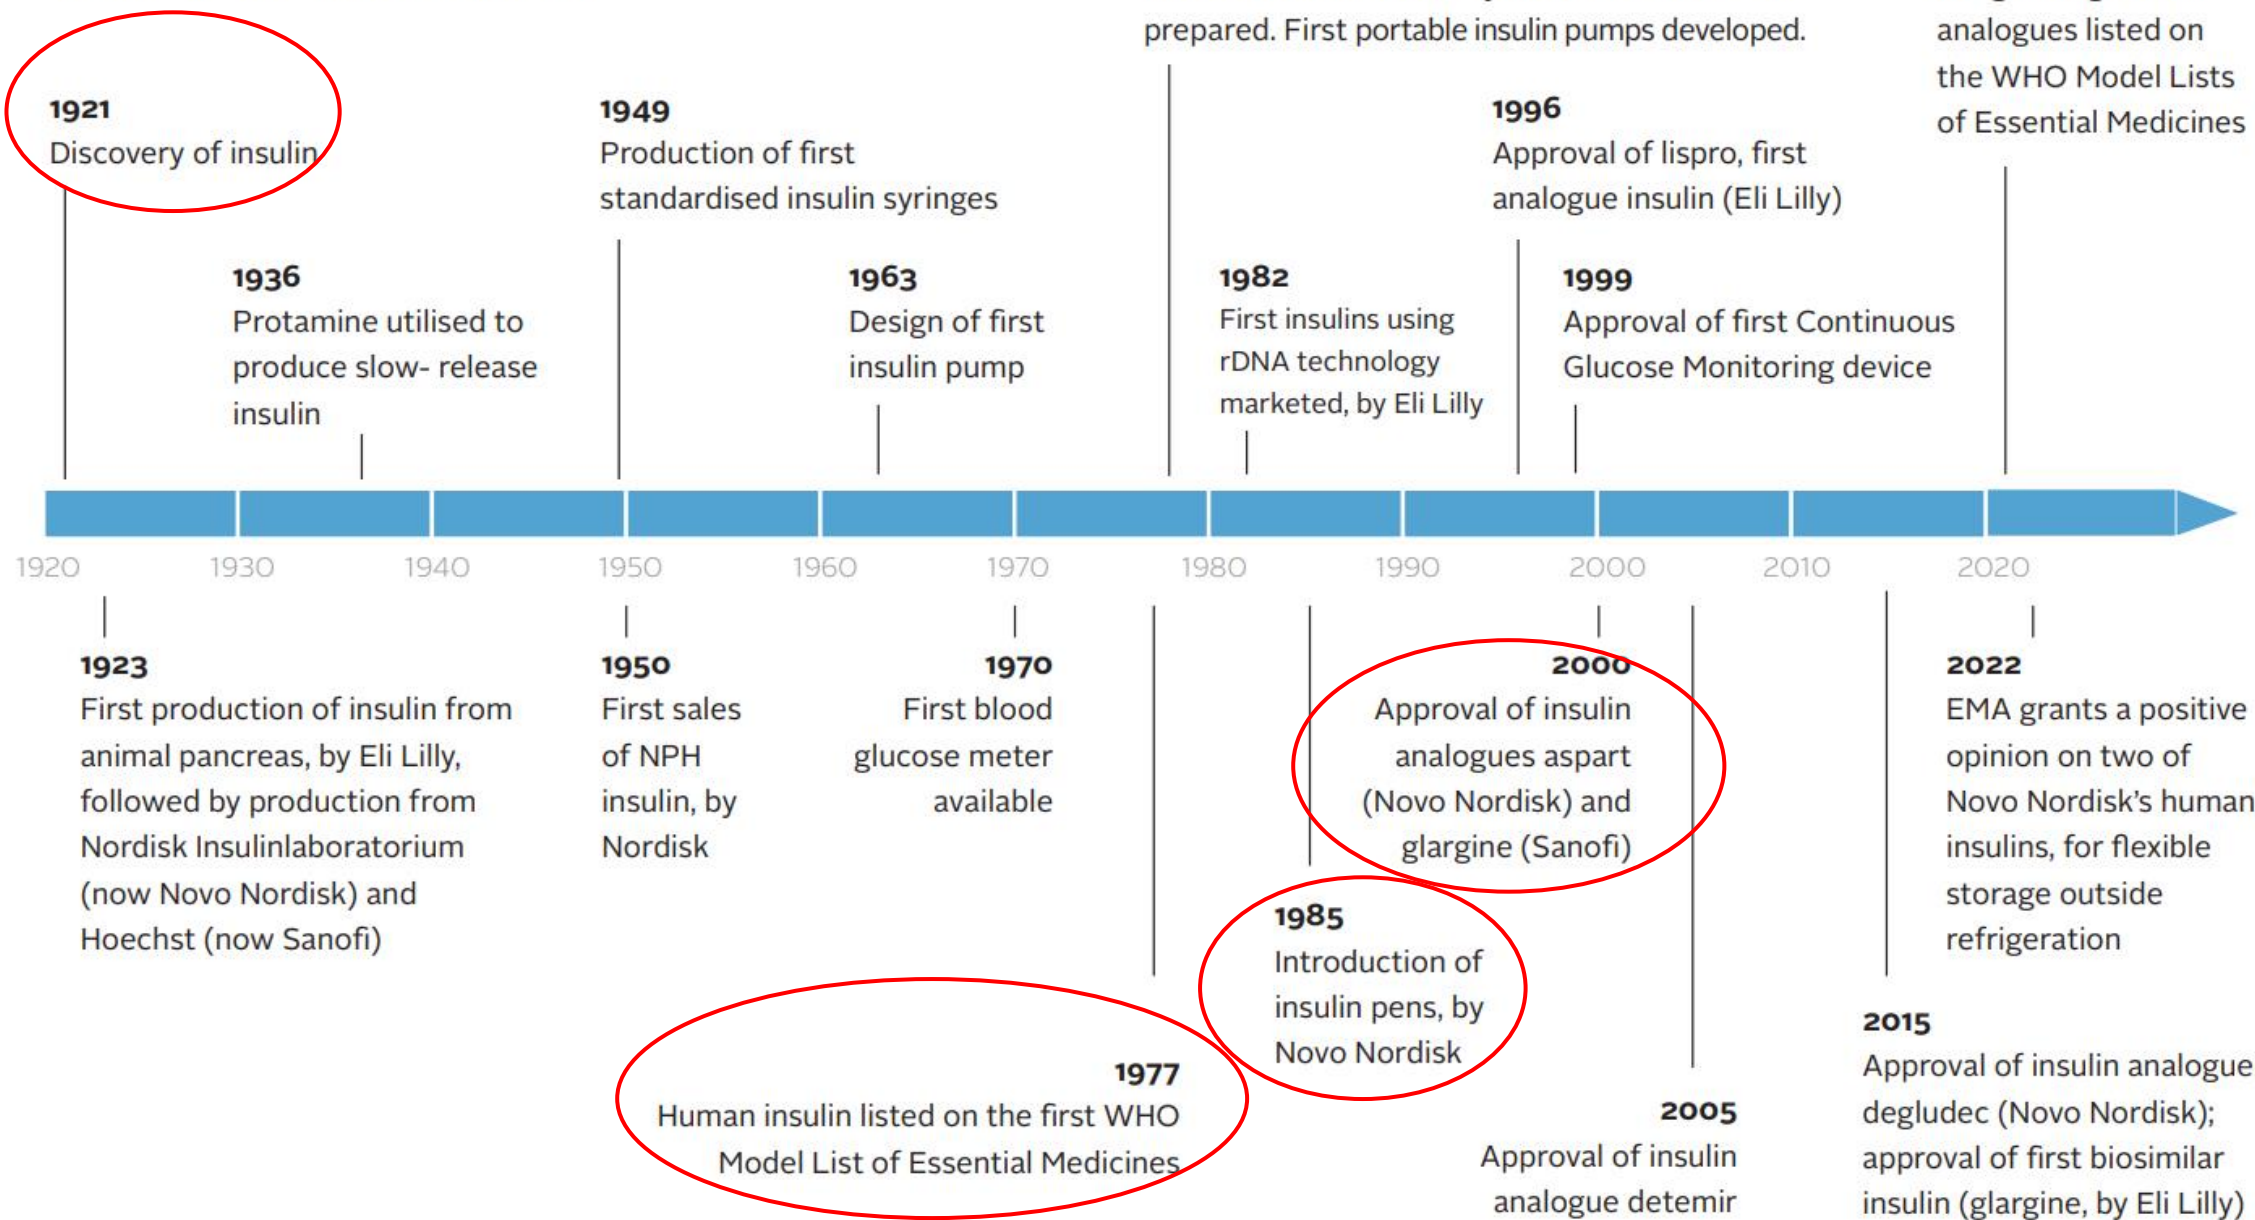 prepared. First portable insulin pumps developed.
analogues listed on
the WHO Model Lists
of Essential Medicines
1921
Discovery of insulin
1949
Production of first
standardised insulin syringes
1996
Approval of lispro, first
analogue insulin (Eli Lilly)
1936
Protamine utilised to
produce slow- release
insulin
1963
Design of first
insulin pump
1982
First insulins using
rDNA technology
marketed, by Eli Lilly
1999
Approval of first Continuous
Glucose Monitoring device
1920 1930 1940 1950 1960 1970 1980 1990 2000 2010 2020
1923
First production of insulin from
animal pancreas, by Eli Lilly,
followed by production from
Nordisk Insulinlaboratorium
(now Novo Nordisk) and
Hoechst (now Sanofi)
1950
First sales
of NPH
insulin, by
Nordisk
1970
First blood
glucose meter
available
2000
Approval of insulin
analogues aspart
(Novo Nordisk) and
glargine (Sanofi)
2022
EMA grants a positive
opinion on two of
Novo Nordisk's human
insulins, for flexible
storage outside
refrigeration
1985
Introduction of
insulin pens, by
Novo Nordisk
1977
Human insulin listed on the first WHO
Model List of Essential Medicines
2005
Approval of insulin
analogue detemir
2015
Approval of insulin analogue
degludec (Novo Nordisk);
approval of first biosimilar
insulin (glargine, by Eli Lilly)